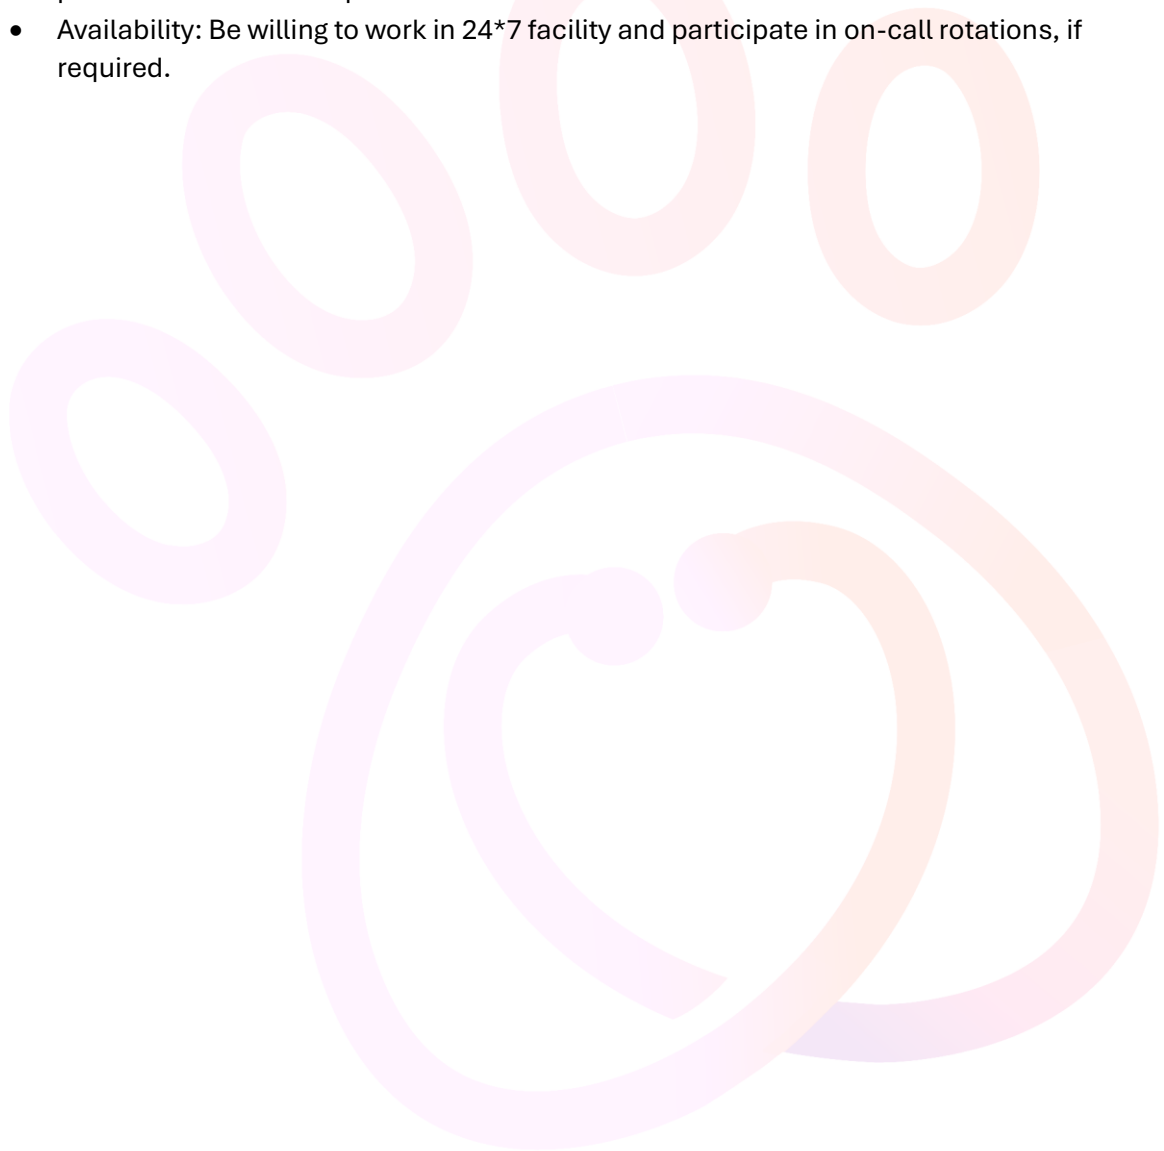 • Availability: Be willing to work in 24*7 facility and participate in on-call rotations, if
required.